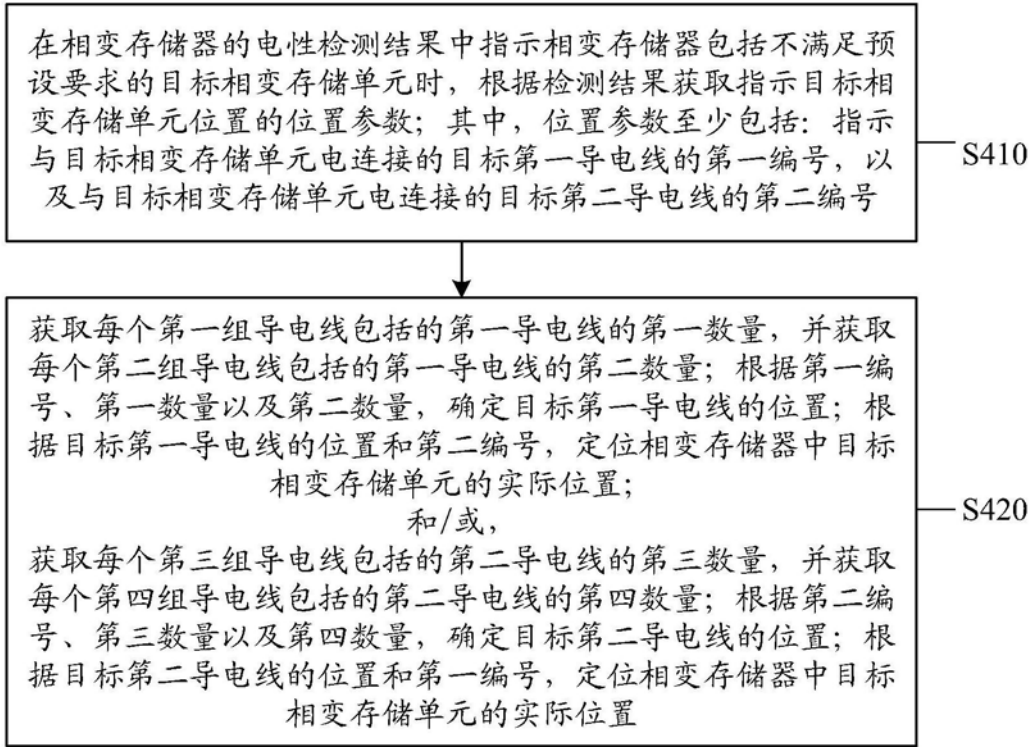 在相变存储器的电性检测结果中指示相变存储器包括不满足预
设要求的目标相变存储单元时，根据检测结果获取指示目标相
变存储单元位置的位置参数；其中，位置参数至少包括：指示
与目标相变存储单元电连接的目标第一导电线的第一编号，以
及与目标相变存储单元电连接的目标第二导电线的第二编号
S410
获取每个第一组导电线包括的第一导电线的第一数量，并获取
每个第二组导电线包括的第一导电线的第二数量；根据第一编
号、第一数量以及第二数量，确定目标第一导电线的位置；根
据目标第一导电线的位置和第二编号，定位相变存储器中目标
相变存储单元的实际位置；
和/或，
获取每个第三组导电线包括的第二导电线的第三数量，并获取
每个第四组导电线包括的第二导电线的第四数量；根据第二编
号、第三数量以及第四数量，确定目标第二导电线的位置；根
据目标第二导电线的位置和第一编号，定位相变存储器中目标
相变存储单元的实际位置
S420